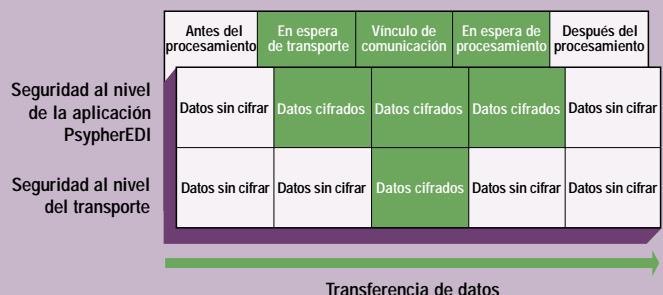 Antes del procesamiento
En espera de transporte
Vínculo de comunicación
En espera de procesamiento
Después del procesamiento
Seguridad al nivel
de la aplicación
PsypherEDI
Datos sin cifrar Datos cifrados Datos cifrados Datos cifrados Datos sin cifrar
Seguridad al nivel
del transporte
Datos sin cifrar Datos sin cifrar Datos cifrados Datos sin cifrar Datos sin cifrar
Transferencia de datos